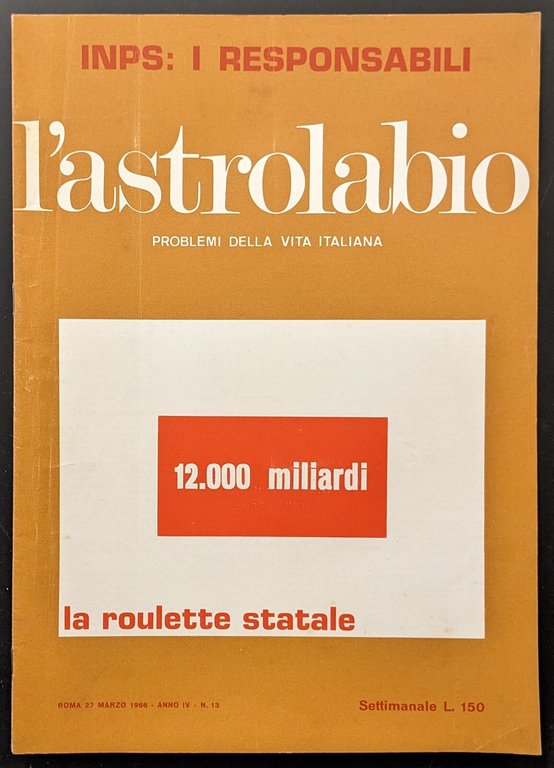 INPS: I RESPONSABILI
l'astrolabio
PROBLEMI DELLA VITA ITALIANA
12.000 miliardi
la roulette statale
ROMA 27 MARZO 1966 - ANNO IV - N. 13
Settimanale L. 150